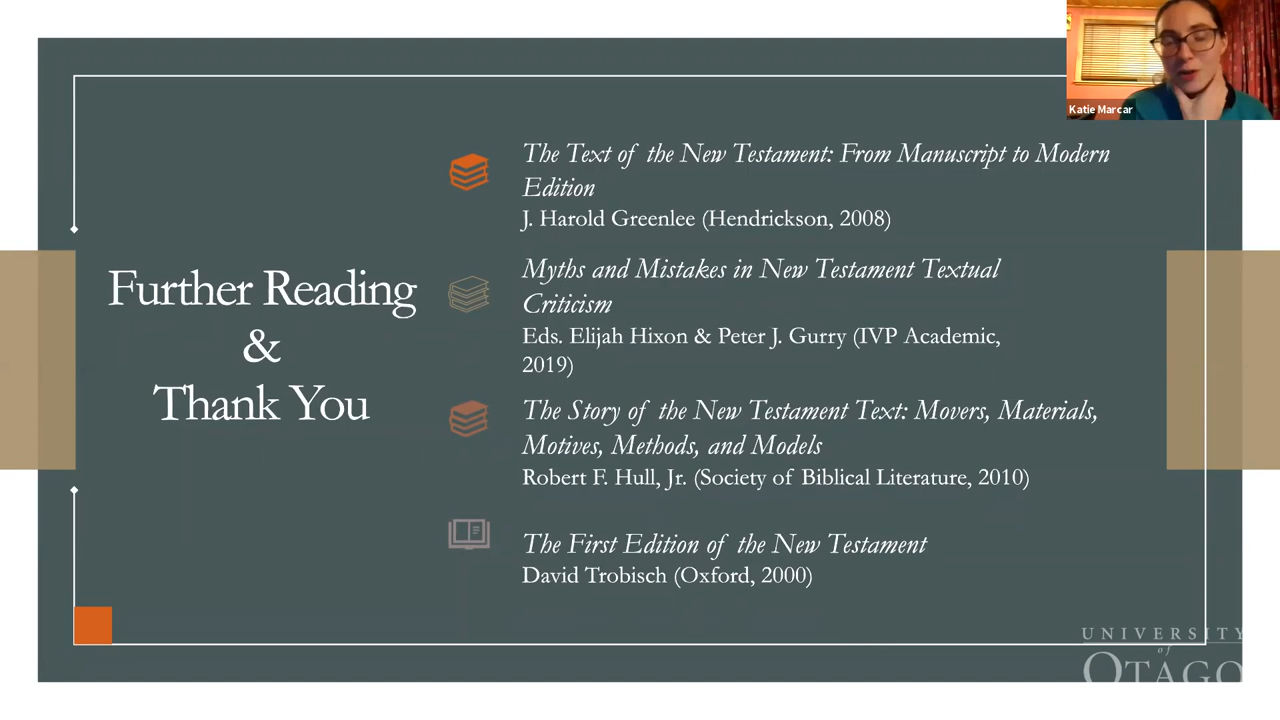 Katie Marcar
Further Reading
&
Thank You
The Text of the New Testament: From Manuscript to Modern
Edition
J. Harold Greenlee (Hendrickson, 2008)
Myths and Mistakes in New Testament Textual
Criticism
Eds. Elijah Hixon & Peter J. Gurry (IVP Academic,
2019)
The Story of the New Testament Text: Movers, Materials,
Motives, Methods, and Models
Robert F. Hull, Jr. (Society of Biblical Literature, 2010)
The First Edition of the New Testament
David Trobisch (Oxford, 2000)
UNIVERSITY
of
OTAGO